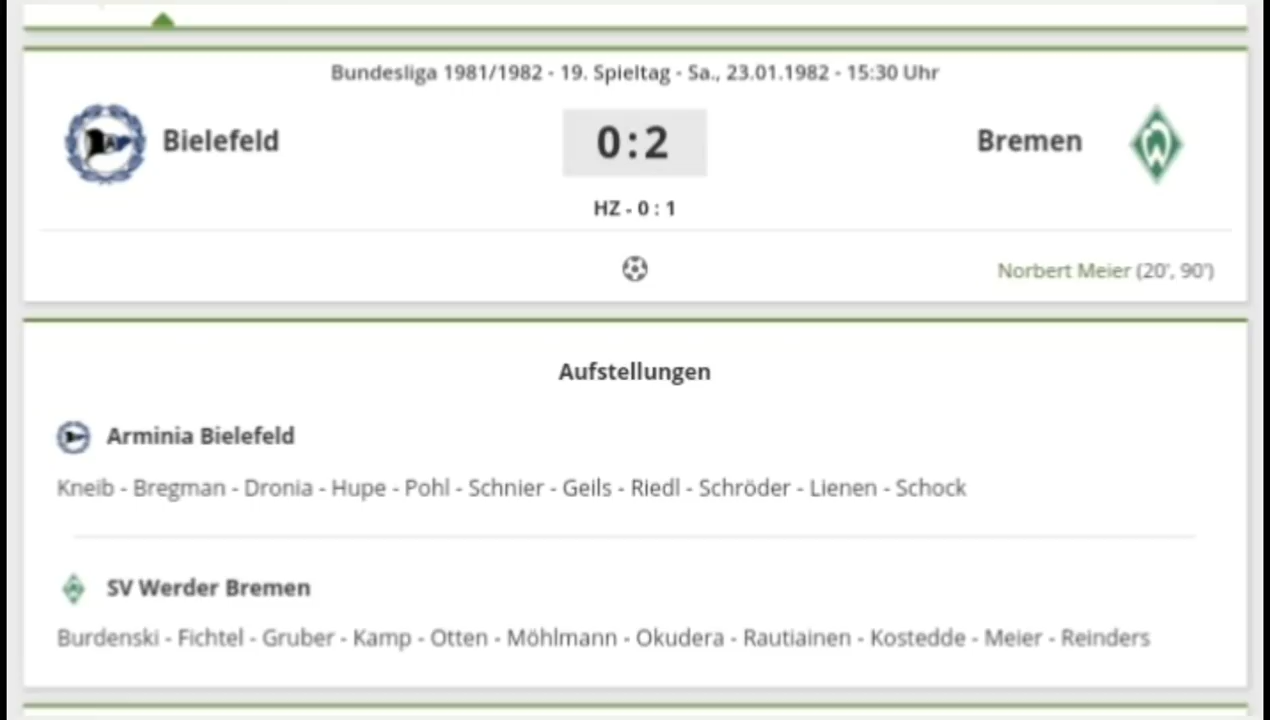 Bundesliga 1981/1982 - 19. Spieltag - Sa., 23.01.1982 - 15:30 Uhr
Bielefeld 0:2 Bremen
HZ - 0 : 1
Norbert Meier (20', 90')
Aufstellungen
Arminia Bielefeld
Kneib - Bregman - Dronia - Hupe - Pohl - Schnier - Geils - Riedl - Schröder - Lienen - Schock
SV Werder Bremen
Burdenski - Fichtel - Gruber - Kamp - Otten - Möhlmann - Okudera - Rautiainen - Kostedde - Meier - Reinders